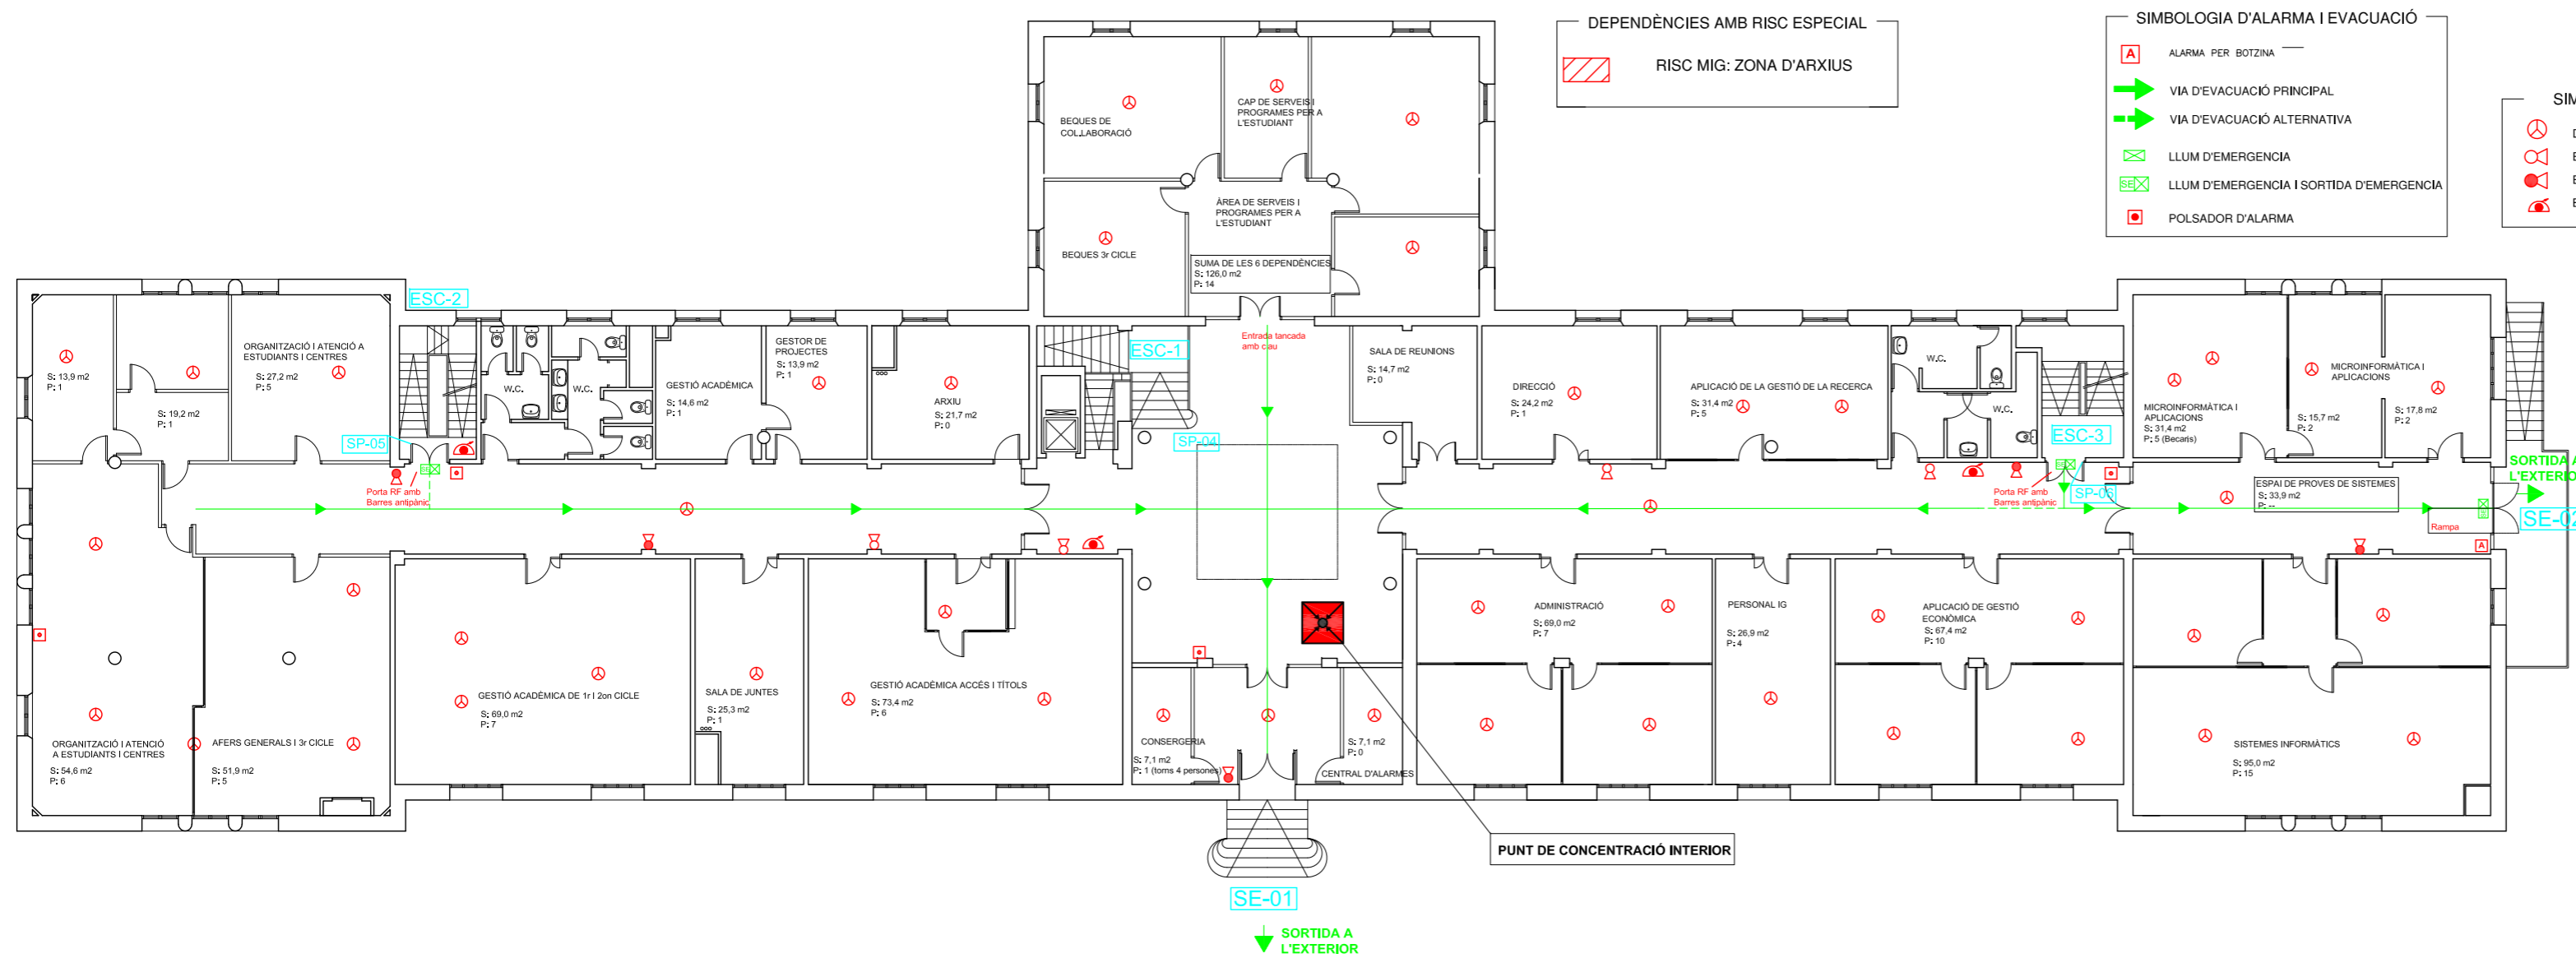 DEPENDÈNCIES AMB RISC ESPECIAL
RISC MIG: ZONA D'ARXIUS
SIMBOLOGIA D'ALARMA I EVACUACIÓ
A
ALARMA PER BOTZINA
VIA D'EVACUACIÓ PRINCIPAL
VIA D'EVACUACIÓ ALTERNATIVA
LLUM D'EMERGENCIA
SE
LLUM D'EMERGENCIA I SORTIDA D'EMERGENCIA
POLSADOR D'ALARMA
BEQUES DE
COL.LABORACIÓ
CAP DE SERVEIS I
PROGRAMES PER A
L'ESTUDIANT
ÀREA DE SERVEIS I
PROGRAMES PER A
L'ESTUDIANT
BEQUES 3r CICLE
SUMA DE LES 6 DEPENDÈNCIES
S: 126,0 m2
P: 14
Entrada tancada
amb clau
ESC-2
S: 13,9 m2
P: 1
S: 19,2 m2
P: 1
ORGANITZACIÓ I ATENCIÓ A
ESTUDIANTS I CENTRES
S: 27,2 m2
P: 5
SP-05
Porta RF amb
Barres antipànic
W.C.
W.C.
GESTIÓ ACADÈMICA
S: 14,6 m2
P: 1
GESTOR DE
PROJECTES
S: 13,9 m2
P: 1
ARXIU
S: 21,7 m2
P: 0
ESC-1
SP-04
SALA DE REUNIONS
S: 14,7 m2
P: 0
DIRECCIÓ
S: 24,2 m2
P: 1
APLICACIÓ DE LA GESTIÓ DE LA RECERCA
S: 31,4 m2
P: 5
W.C.
W.C.
ESC-3
SP-06
Porta RF amb
Barres antipànic
MICROINFORMÀTICA I
APLICACIONS
S: 31,4 m2
P: 5 (Becaris)
S: 15,7 m2
P: 2
MICROINFORMÀTICA I
APLICACIONS
S: 17,8 m2
P: 2
ESPAI DE PROVES DE SISTEMES
S: 33,9 m2
P: --
Rampa
A
SORTIDA A
L'EXTERIO
SE-02
ORGANITZACIÓ I ATENCIÓ
A ESTUDIANTS I CENTRES
S: 54,6 m2
P: 6
AFERS GENERALS I 3r CICLE
S: 51,9 m2
P: 5
GESTIÓ ACADÈMICA DE 1r I 2on CICLE
S: 69,0 m2
P: 7
SALA DE JUNTES
S: 25,3 m2
P: 1
GESTIÓ ACADÈMICA ACCÉS I TÍTOLS
S: 73,4 m2
P: 6
CONSERGERIA
S: 7,1 m2
P: 1 (torns 4 persones)
S: 7,1 m2
P: 0
CENTRAL D'ALARMES
ADMINISTRACIÓ
S: 69,0 m2
P: 7
PERSONAL IG
S: 26,9 m2
P: 4
APLICACIÓ DE GESTIÓ
ECONÒMICA
S: 67,4 m2
P: 10
SISTEMES INFORMÀTICS
S: 95,0 m2
P: 15
PUNT DE CONCENTRACIÓ INTERIOR
SE-01
SORTIDA A
L'EXTERIOR